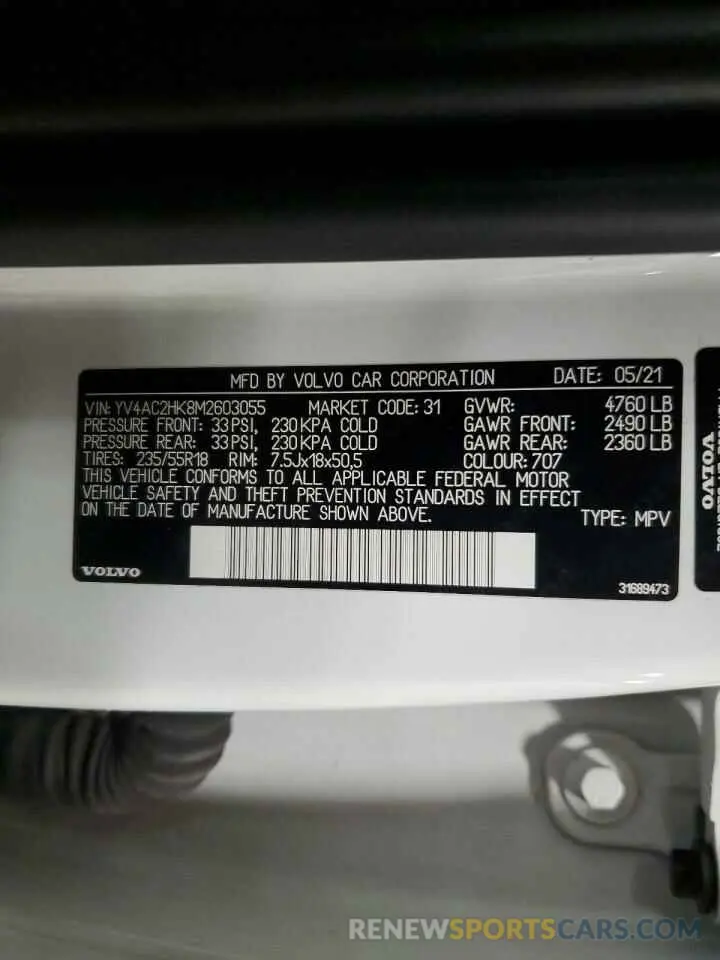 MFD BY VOLVO CAR CORPORATION DATE: 05/21
VIN: YV4AC2HK8M2603055 MARKET CODE: 31 GVWR: 4760 LB
PRESSURE FRONT: 33 PSI, 230 KPA COLD GAWR FRONT: 2490 LB
PRESSURE REAR: 33 PSI, 230 KPA COLD GAWR REAR: 2360 LB
TIRES: 235/55R18 RIM: 7.5Jx18x50,5 COLOUR: 707
THIS VEHICLE CONFORMS TO ALL APPLICABLE FEDERAL MOTOR
VEHICLE SAFETY AND THEFT PREVENTION STANDARDS IN EFFECT
ON THE DATE OF MANUFACTURE SHOWN ABOVE. TYPE: MPV
VOLVO 31689473
VOLVO
RENEWSPORTSCARS.COM